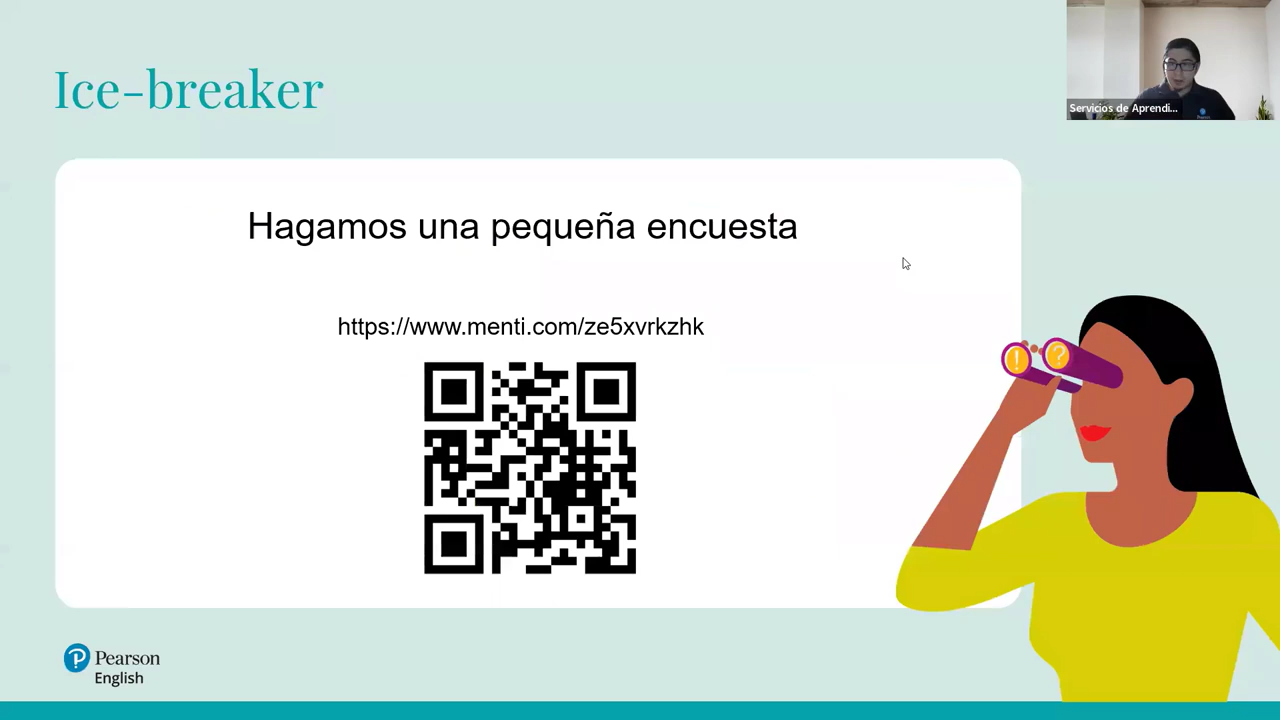 Ice-breaker
Servicios de Aprendi...
Hagamos una pequeña encuesta
https://www.menti.com/ze5xvrkzhk
! ?
Pearson
English